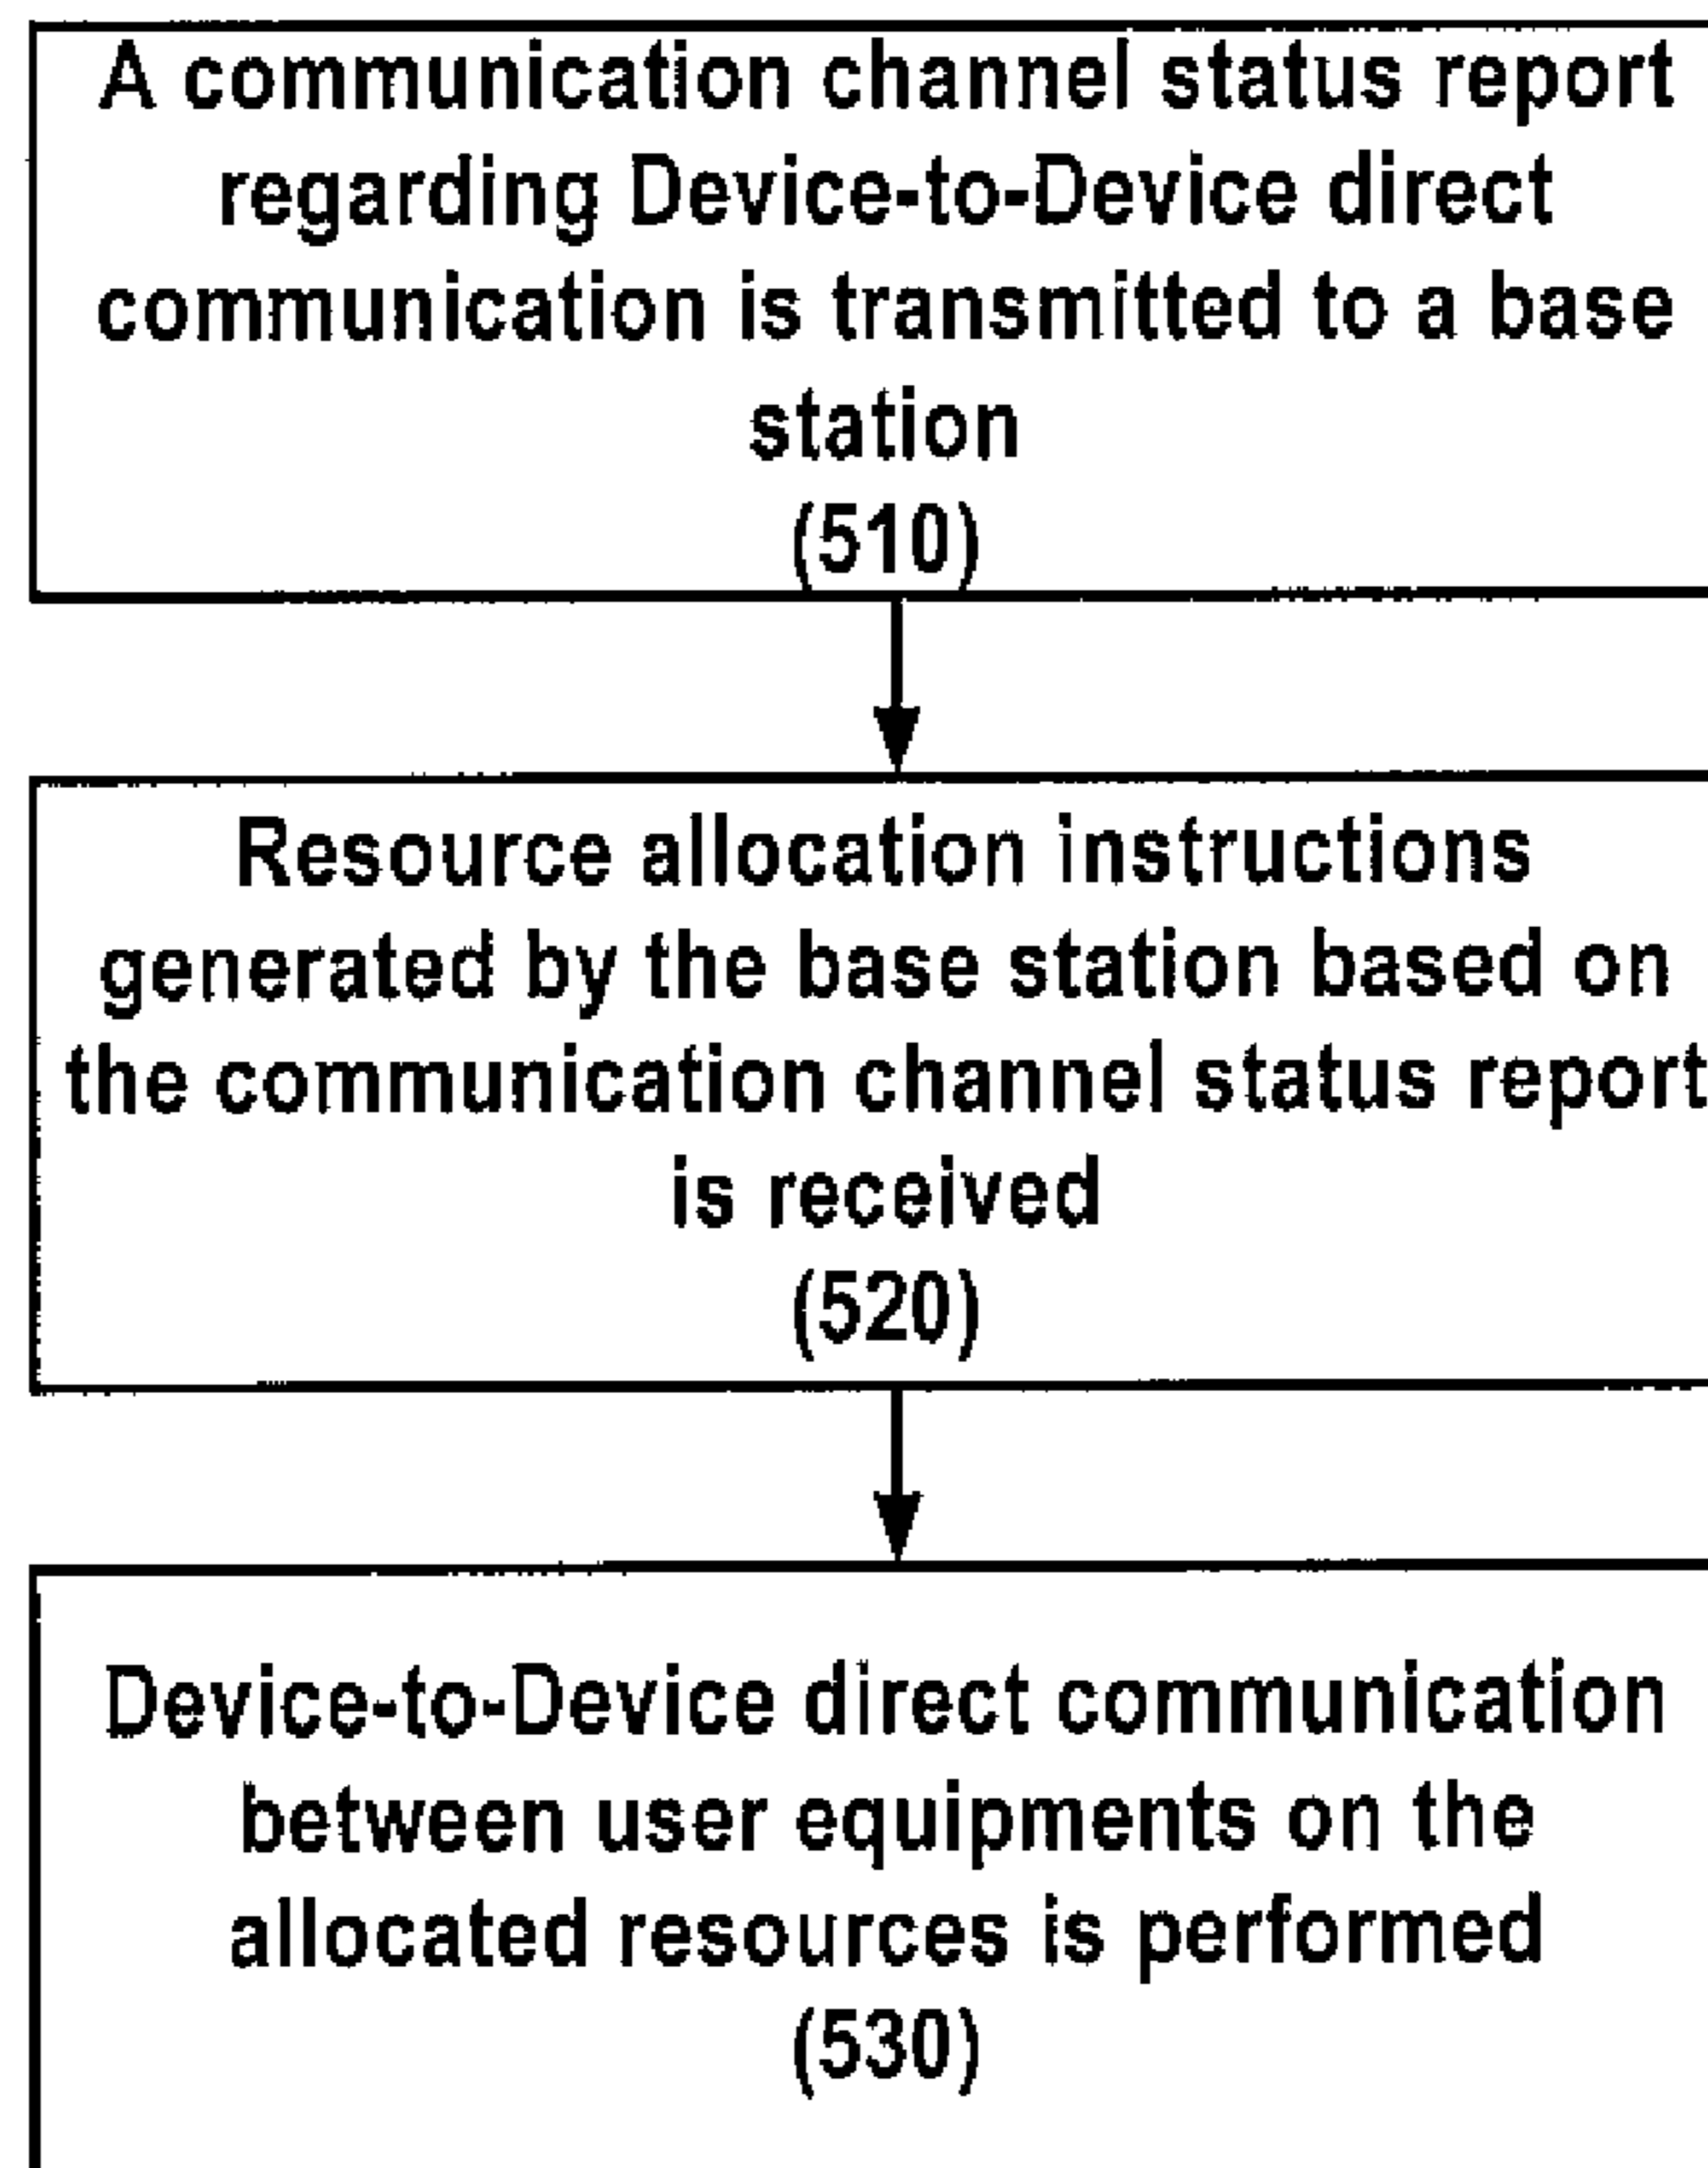 A communication channel status report
regarding Device-to-Device direct
communication is transmitted to a base
station
(510)
Resource allocation instructions
generated by the base station based on
the communication channel status report
is received
(520)
Device-to-Device direct communication
between user equipments on the
allocated resources is performed
(530)